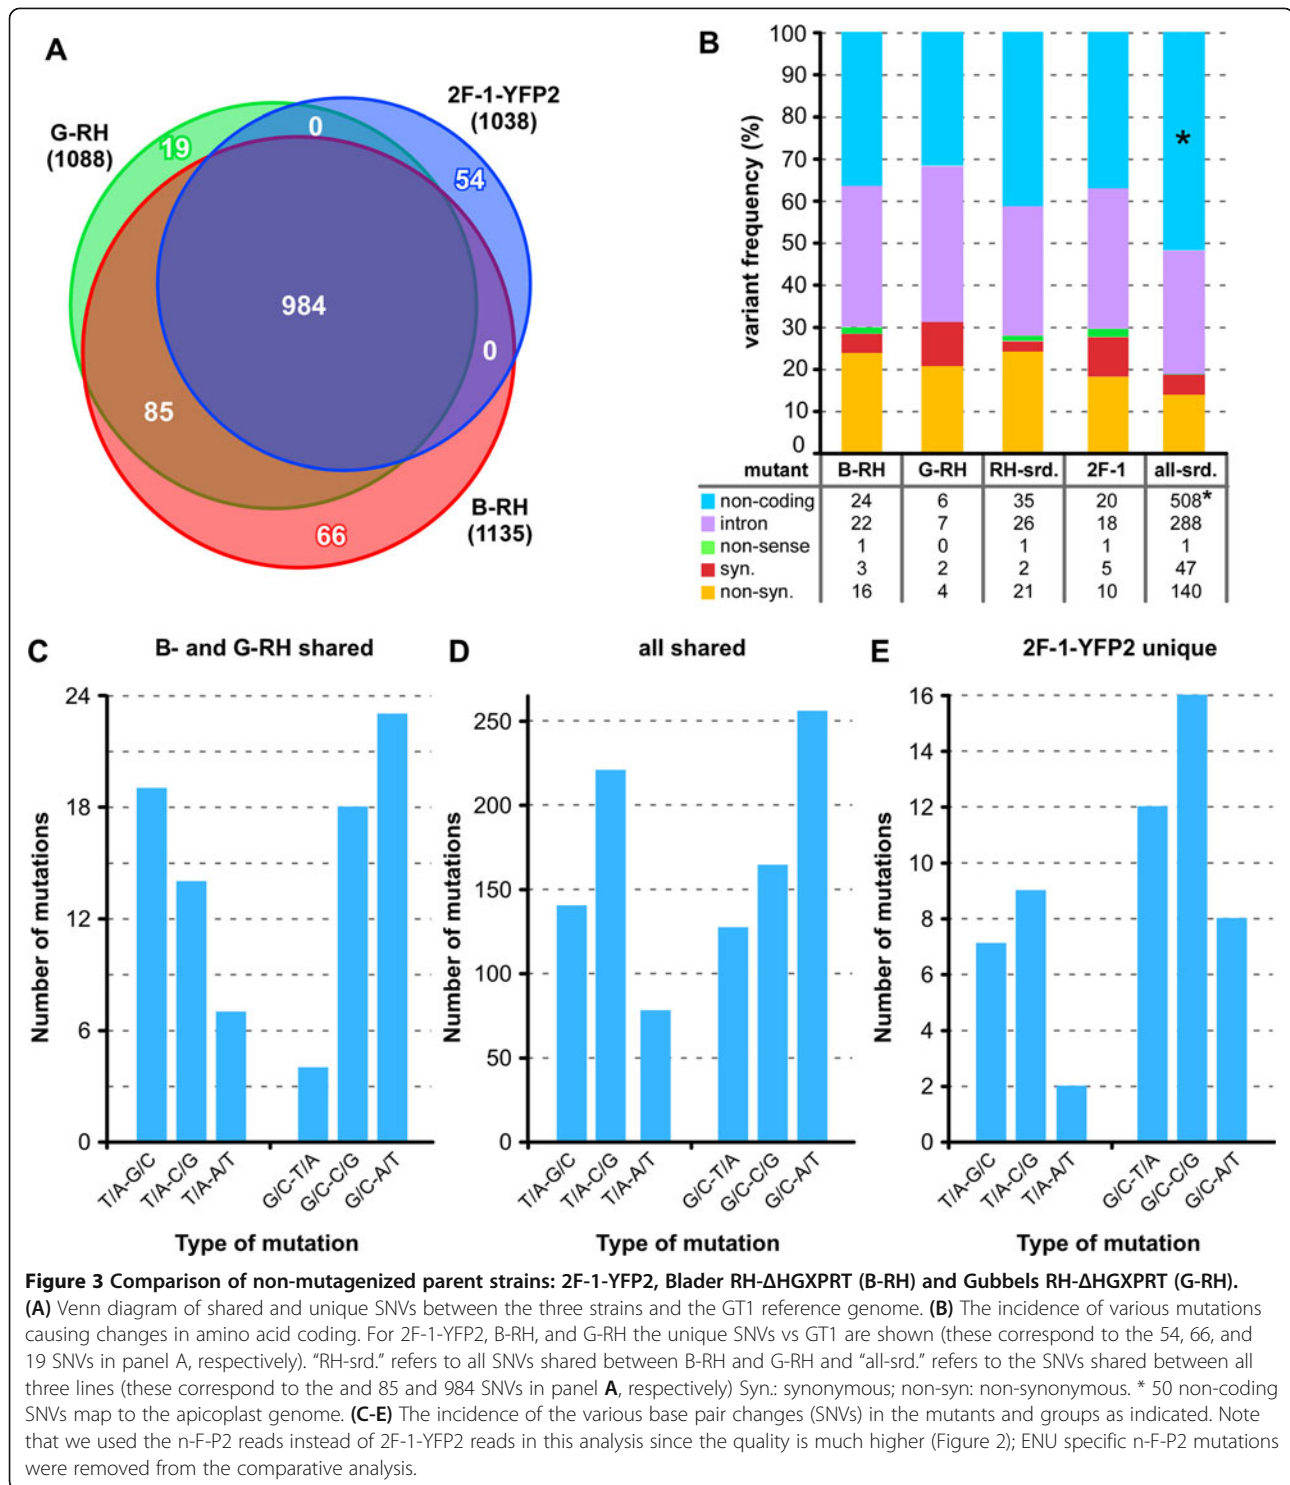 A
G-RH
(1088)
2F-1-YFP2
(1038)
19
0
54
984
0
85
66
B-RH
(1135)
B
variant frequency (%)
100
90
80
70
60
50
40
30
20
10
0
*
mutant B-RH G-RH RH-srd. 2F-1 all-srd.
non-coding 24 6 35 20 508*
intron 22 7 26 18 288
non-sense 1 0 1 1 1
syn. 3 2 2 5 47
non-syn. 16 4 21 10 140
C B- and G-RH shared
Number of mutations
24
18
12
6
0
T/A-G/C T/A-C/G T/A-A/T G/C-T/A G/C-C/G G/C-A/T
Type of mutation
D all shared
Number of mutations
250
200
150
100
50
0
T/A-G/C T/A-C/G T/A-A/T G/C-T/A G/C-C/G G/C-A/T
Type of mutation
E 2F-1-YFP2 unique
Number of mutations
16
14
12
10
8
6
4
2
0
T/A-G/C T/A-C/G T/A-A/T G/C-T/A G/C-C/G G/C-A/T
Type of mutation
Figure 3 Comparison of non-mutagenized parent strains: 2F-1-YFP2, Blader RH-ΔHGXPRT (B-RH) and Gubbels RH-ΔHGXPRT (G-RH).
(A) Venn diagram of shared and unique SNVs between the three strains and the GT1 reference genome. (B) The incidence of various mutations
causing changes in amino acid coding. For 2F-1-YFP2, B-RH, and G-RH the unique SNVs vs GT1 are shown (these correspond to the 54, 66, and
19 SNVs in panel A, respectively). "RH-srd." refers to all SNVs shared between B-RH and G-RH and "all-srd." refers to the SNVs shared between all
three lines (these correspond to the and 85 and 984 SNVs in panel A, respectively) Syn.: synonymous; non-syn: non-synonymous. * 50 non-coding
SNVs map to the apicoplast genome. (C-E) The incidence of the various base pair changes (SNVs) in the mutants and groups as indicated. Note
that we used the n-F-P2 reads instead of 2F-1-YFP2 reads in this analysis since the quality is much higher (Figure 2); ENU specific n-F-P2 mutations
were removed from the comparative analysis.